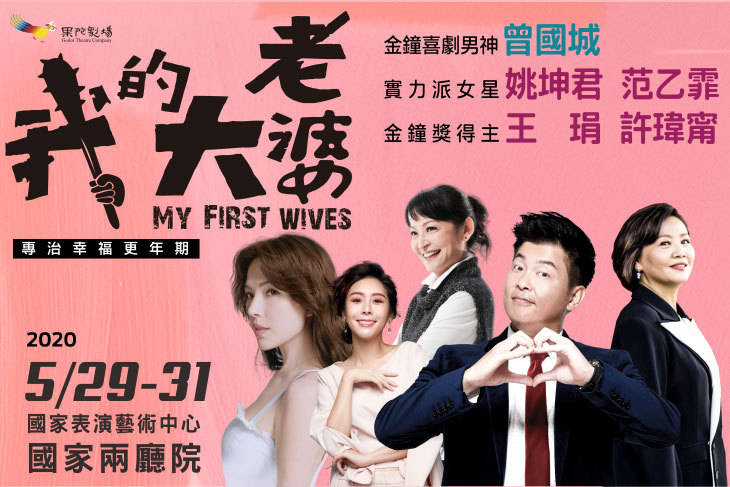 果陀劇場
Godot Theatre Company
我的大老婆
MY FIRST WIVES
專治幸福更年期
金鐘喜劇男神 曾國城
實力派女星 姚坤君 范乙霏
金鐘獎得主 王 琄 許瑋甯
2020
5/29-31
國家表演藝術中心
國家兩廳院